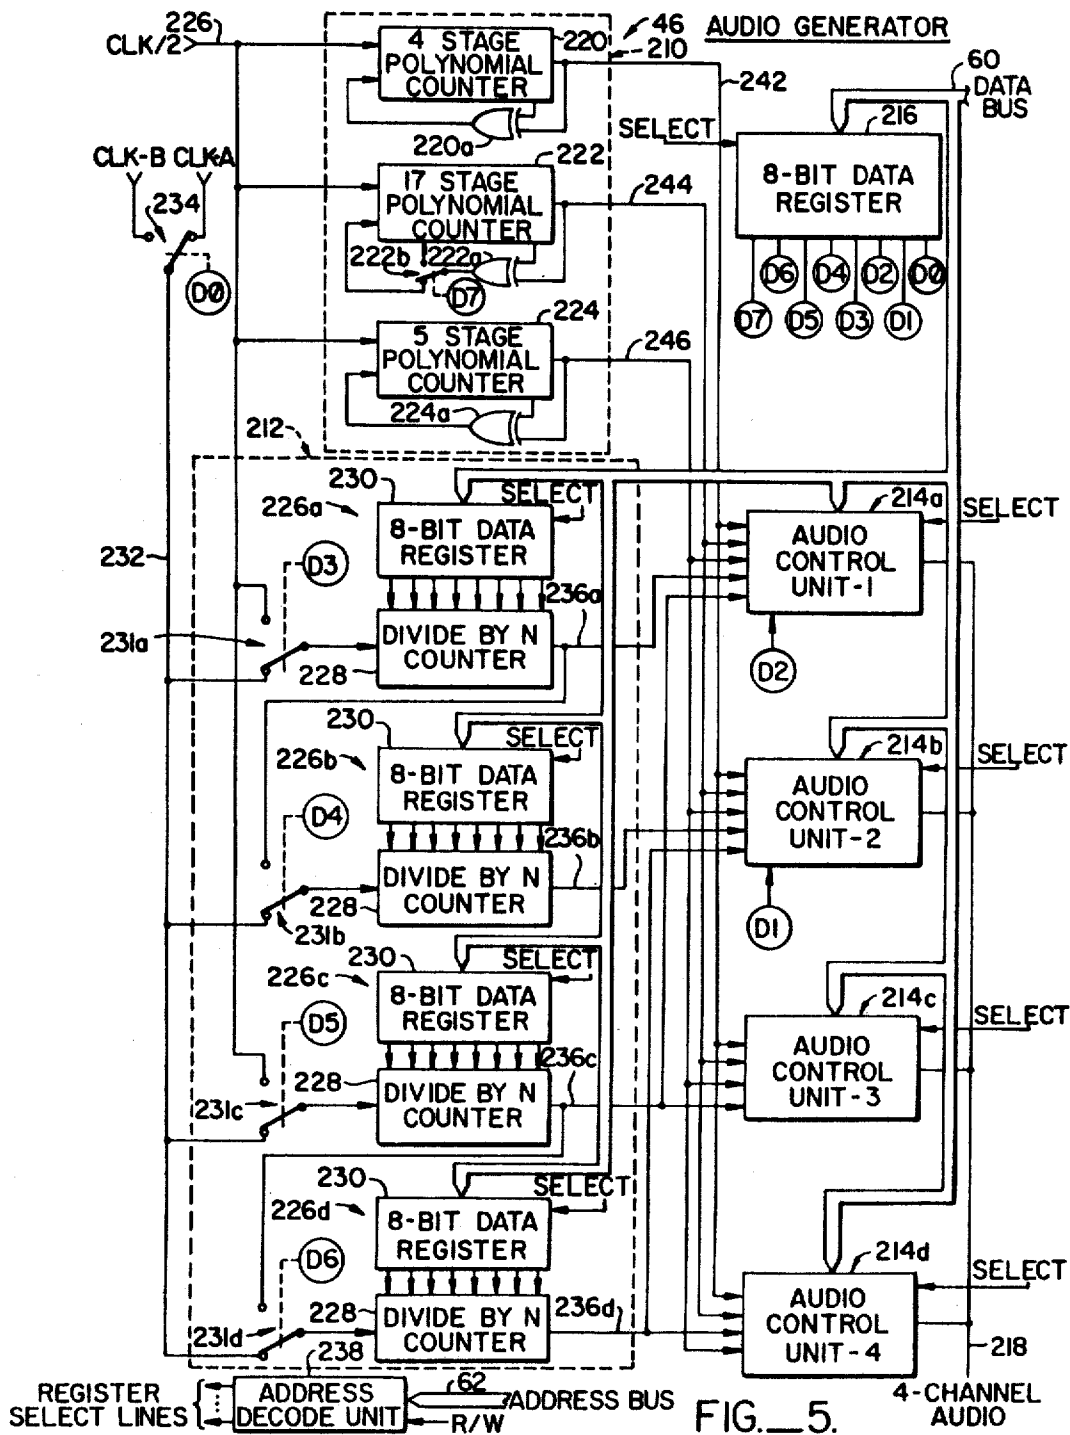 226
46
AUDIO GENERATOR
CLK/2
4 STAGE
POLYNOMIAL
COUNTER
220
210
60
DATA
BUS
242
216
220a
SELECT
CLK-B CLK-A
234
17 STAGE
POLYNOMIAL
COUNTER
222
244
8-BIT DATA
REGISTER
222b
222a
D7
D0
D6
D4
D2
D0
D7
D5
D3
D1
224
5 STAGE
POLYNOMIAL
COUNTER
246
224a
212
230
SELECT
226a
8-BIT DATA
REGISTER
214a
SELECT
AUDIO
CONTROL
UNIT-1
232
D3
236a
231a
DIVIDE BY N
COUNTER
228
D2
230
SELECT
226b
8-BIT DATA
REGISTER
214b
SELECT
AUDIO
CONTROL
UNIT-2
D4
236b
DIVIDE BY N
COUNTER
228
231b
D1
230
SELECT
226c
8-BIT DATA
REGISTER
214c
SELECT
D5
AUDIO
CONTROL
UNIT-3
236c
228
231c
DIVIDE BY N
COUNTER
230
SELECT
226d
8-BIT DATA
REGISTER
214d
SELECT
D6
AUDIO
CONTROL
UNIT-4
228
236d
231d
DIVIDE BY N
COUNTER
238
218
REGISTER
SELECT LINES
ADDRESS
DECODE UNIT
62
ADDRESS BUS
R/W
4-CHANNEL
AUDIO
FIG.__5.